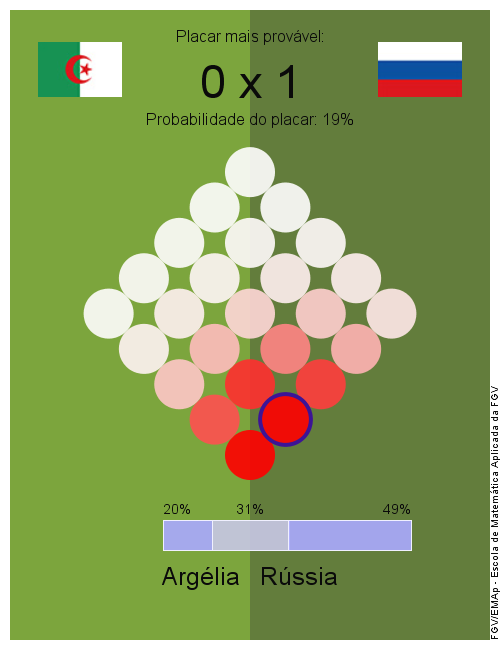 Placar mais provável:
0 x 1
Probabilidade do placar: 19%
20% 31% 49%
Argélia Rússia
FGV/EMAp - Escola de Matemática Aplicada da FGV